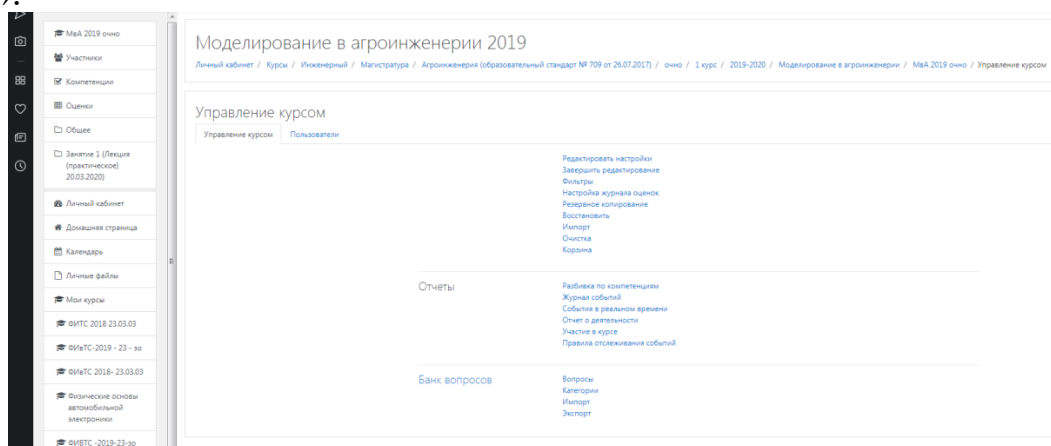 ).
МвА 2019 очно
Участники
Компетенции
Оценки
Общее
Занятие 1 (Лекция
(практическое)
20.03.2020)
Личный кабинет
Домашняя страница
Календарь
Личные файлы
Мои курсы
ФИТС 2018 23.03.03
ФИвТС-2019 - 23 - зо
ФИвТС 2018- 23.03.03
Физические основы
автомобильной
электроники
ФИВТС -2019-23-зо
Моделирование в агроинженерии 2019
Личный кабинет / Курсы / Инженерный / Магистратура / Агроинженерия (образовательный стандарт № 709 от 26.07.2017) / очно / 1 курс / 2019-2020 / Моделирование в агроинженерии / МвА 2019 очно / Управление курсом
Управление курсом
Управление курсом Пользователи
Редактировать настройки
Завершить редактирование
Фильтры
Настройка журнала оценок
Резервное копирование
Восстановить
Импорт
Очистка
Корзина
Отчеты
Разбивка по компетенциям
Журнал событий
События в реальном времени
Отчет о деятельности
Участие в курсе
Правила отслеживания событий
Банк вопросов
Вопросы
Категории
Импорт
Экспорт